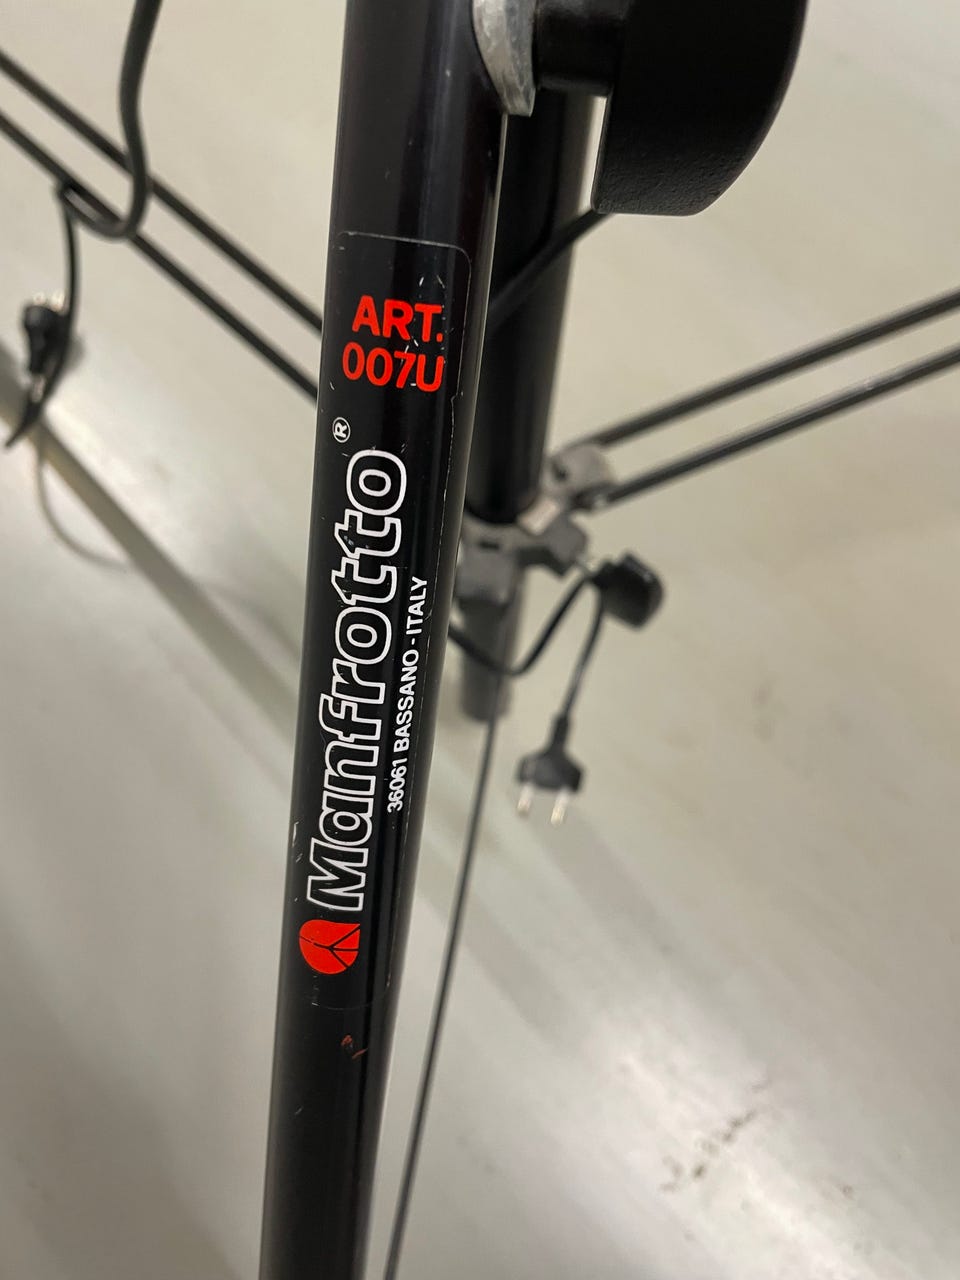 ART.
007U
Manfrotto®
36061 BASSANO - ITALY